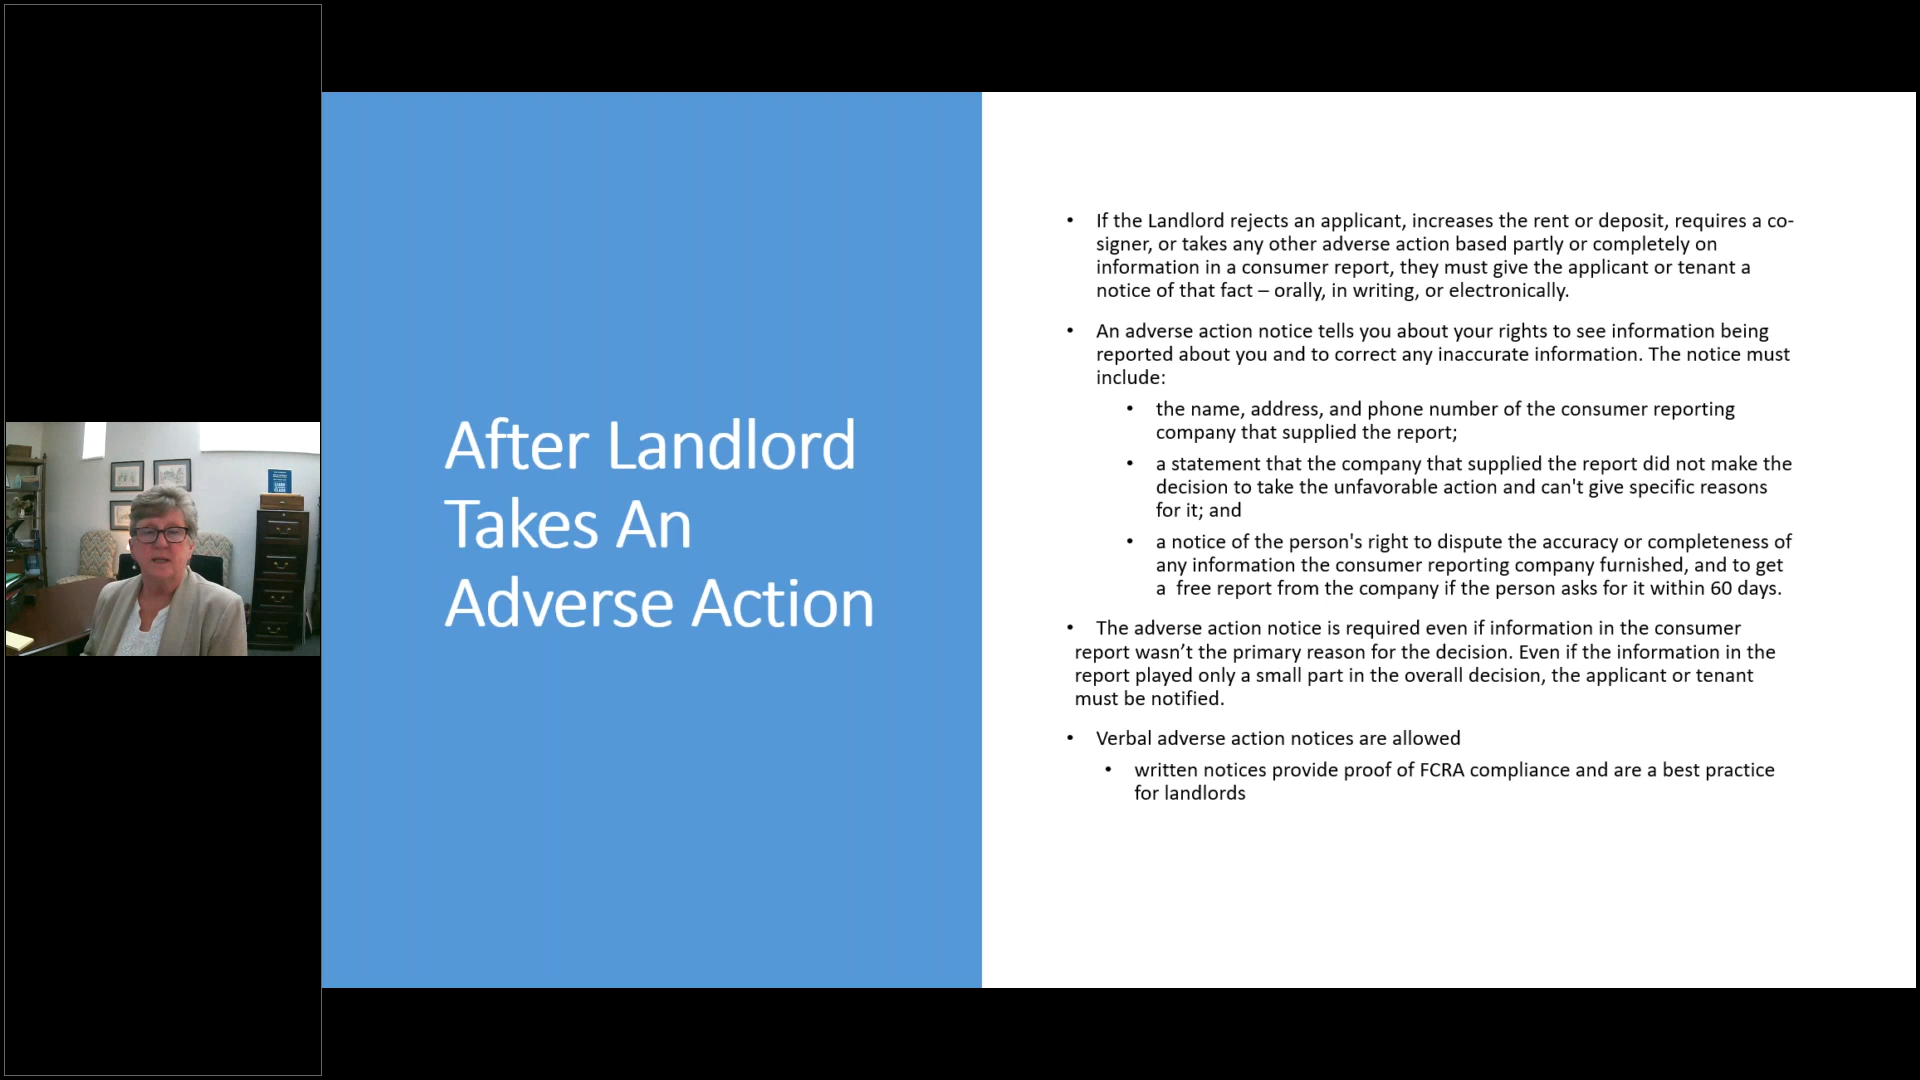 After Landlord
Takes An
Adverse Action
• If the Landlord rejects an applicant, increases the rent or deposit, requires a co-
signer, or takes any other adverse action based partly or completely on
information in a consumer report, they must give the applicant or tenant a
notice of that fact – orally, in writing, or electronically.
• An adverse action notice tells you about your rights to see information being
reported about you and to correct any inaccurate information. The notice must
include:
• the name, address, and phone number of the consumer reporting
company that supplied the report;
• a statement that the company that supplied the report did not make the
decision to take the unfavorable action and can't give specific reasons
for it; and
• a notice of the person's right to dispute the accuracy or completeness of
any information the consumer reporting company furnished, and to get
a  free report from the company if the person asks for it within 60 days.
• The adverse action notice is required even if information in the consumer
report wasn’t the primary reason for the decision. Even if the information in the
report played only a small part in the overall decision, the applicant or tenant
must be notified.
• Verbal adverse action notices are allowed
• written notices provide proof of FCRA compliance and are a best practice
for landlords